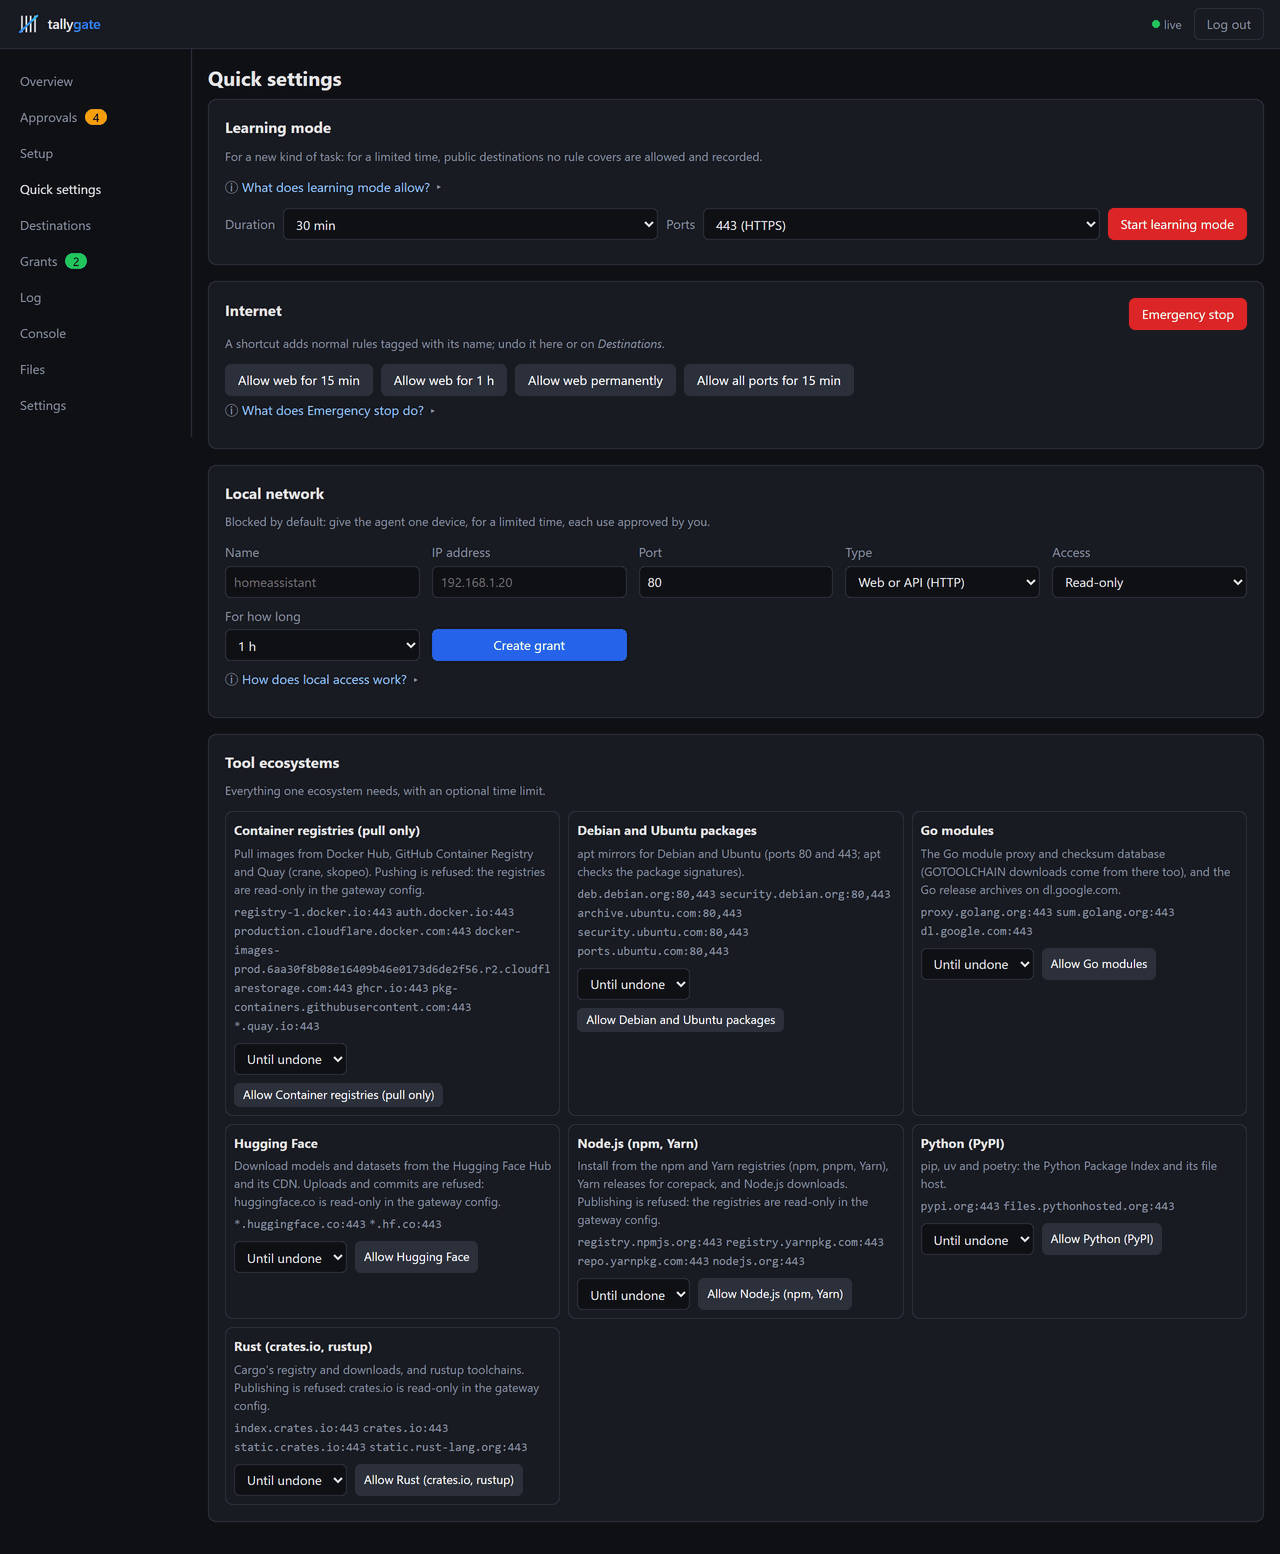 tallygate
live
Log out
Overview
Approvals 4
Setup
Quick settings
Destinations
Grants 2
Log
Console
Files
Settings
Quick settings
Learning mode
For a new kind of task: for a limited time, public destinations no rule covers are allowed and recorded.
ⓘ What does learning mode allow? ▸
Duration 30 min Ports 443 (HTTPS) Start learning mode
Internet
Emergency stop
A shortcut adds normal rules tagged with its name; undo it here or on Destinations.
Allow web for 15 min Allow web for 1 h Allow web permanently Allow all ports for 15 min
ⓘ What does Emergency stop do? ▸
Local network
Blocked by default: give the agent one device, for a limited time, each use approved by you.
Name IP address Port Type Access
homeassistant 192.168.1.20 80 Web or API (HTTP) Read-only
For how long
1 h Create grant
ⓘ How does local access work? ▸
Tool ecosystems
Everything one ecosystem needs, with an optional time limit.
Container registries (pull only)
Pull images from Docker Hub, GitHub Container Registry
and Quay (crane, skopeo). Pushing is refused: the registries
are read-only in the gateway config.
registry-1.docker.io:443 auth.docker.io:443
production.cloudflare.docker.com:443 docker-
images-
prod.6aa30f8b08e16409b46e0173d6de2f56.r2.cloudfl
arestorage.com:443 ghcr.io:443 pkg-
containers.githubusercontent.com:443
*.quay.io:443
Until undone
Allow Container registries (pull only)
Debian and Ubuntu packages
apt mirrors for Debian and Ubuntu (ports 80 and 443; apt
checks the package signatures).
deb.debian.org:80,443 security.debian.org:80,443
archive.ubuntu.com:80,443
security.ubuntu.com:80,443
ports.ubuntu.com:80,443
Until undone
Allow Debian and Ubuntu packages
Go modules
The Go module proxy and checksum database
(GOTOOLCHAIN downloads come from there too), and the
Go release archives on dl.google.com.
proxy.golang.org:443 sum.golang.org:443
dl.google.com:443
Until undone Allow Go modules
Hugging Face
Download models and datasets from the Hugging Face Hub
and its CDN. Uploads and commits are refused:
huggingface.co is read-only in the gateway config.
*.huggingface.co:443 *.hf.co:443
Until undone Allow Hugging Face
Node.js (npm, Yarn)
Install from the npm and Yarn registries (npm, pnpm, Yarn),
Yarn releases for corepack, and Node.js downloads.
Publishing is refused: the registries are read-only in the
gateway config.
registry.npmjs.org:443 registry.yarnpkg.com:443
repo.yarnpkg.com:443 nodejs.org:443
Until undone Allow Node.js (npm, Yarn)
Python (PyPI)
pip, uv and poetry: the Python Package Index and its file
host.
pypi.org:443 files.pythonhosted.org:443
Until undone Allow Python (PyPI)
Rust (crates.io, rustup)
Cargo's registry and downloads, and rustup toolchains.
Publishing is refused: crates.io is read-only in the gateway
config.
index.crates.io:443 crates.io:443
static.crates.io:443 static.rust-lang.org:443
Until undone Allow Rust (crates.io, rustup)